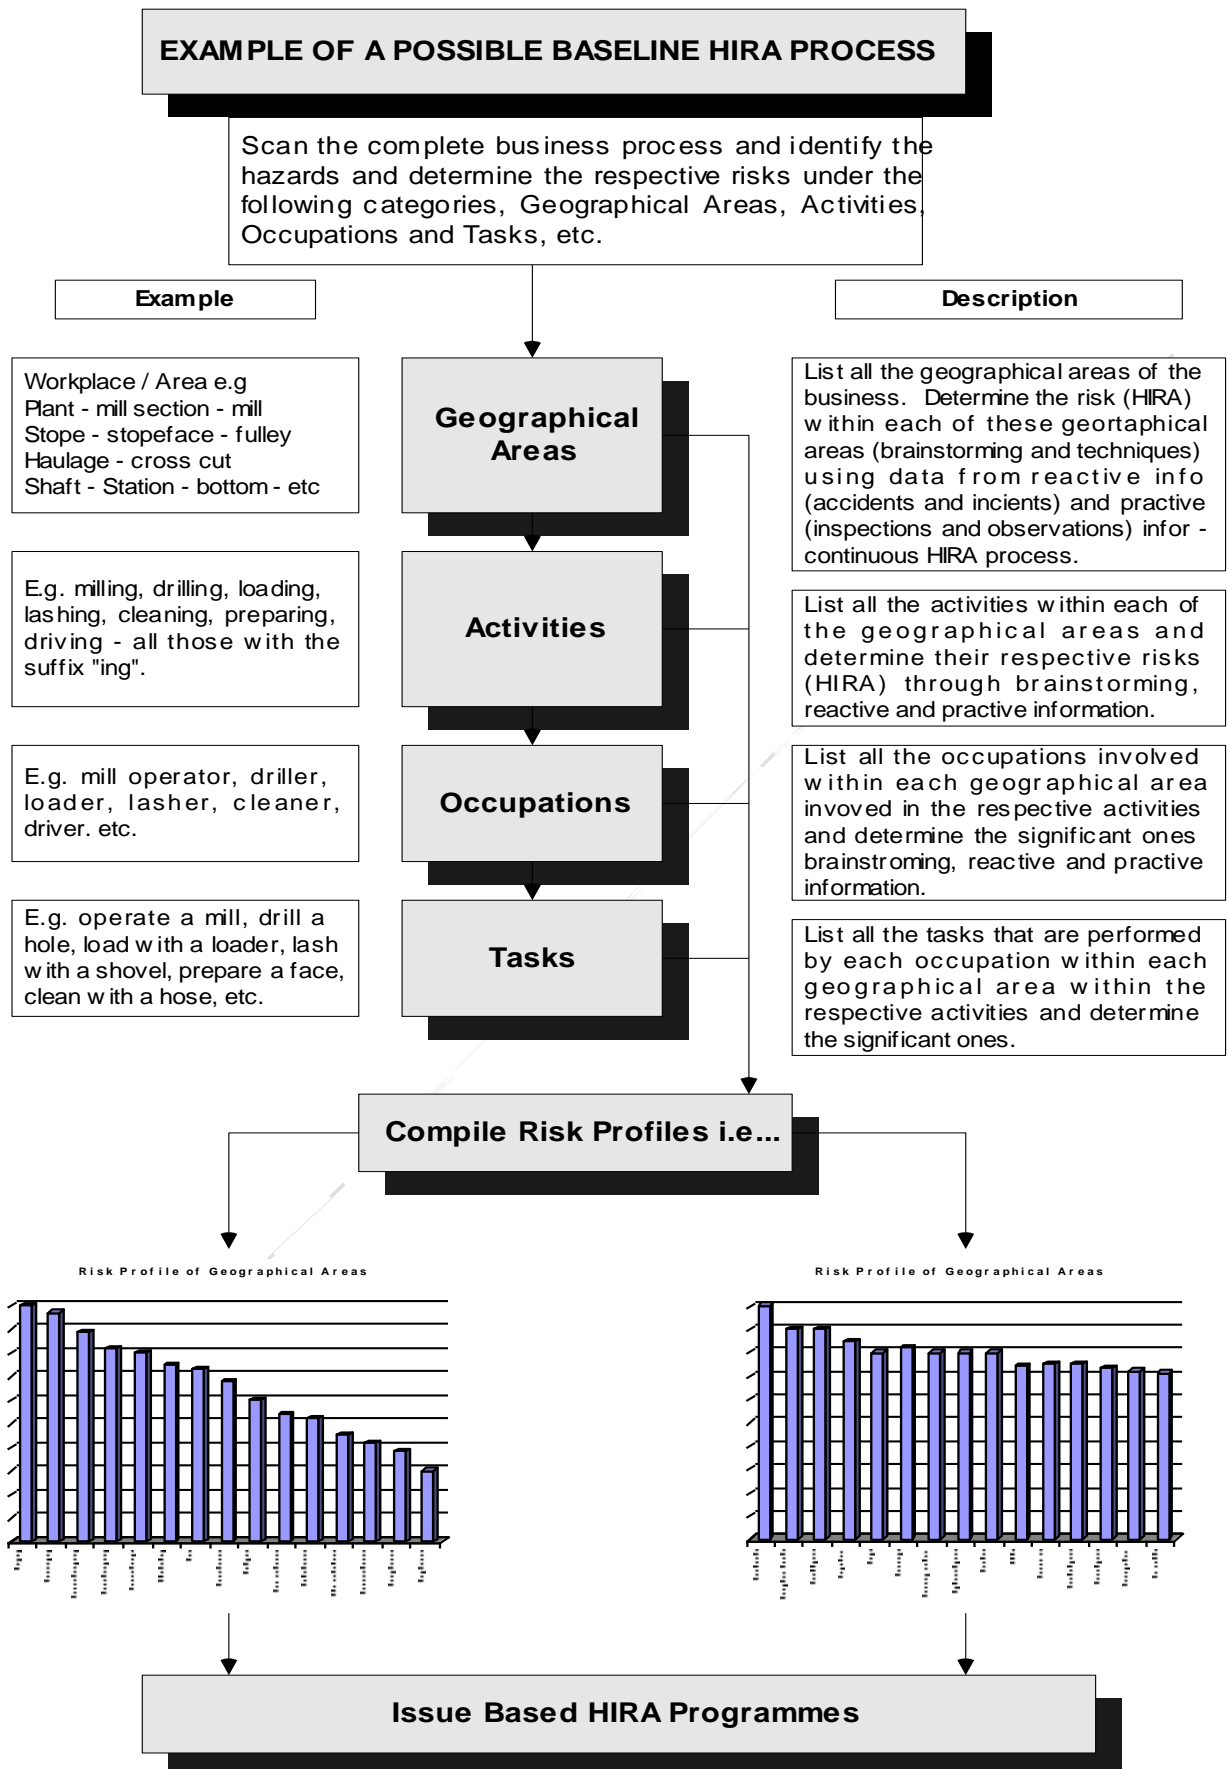 EXAMPLE OF A POSSIBLE BASELINE HIRA PROCESS
Scan the complete business process and identify the
hazards and determine the respective risks under the
following categories, Geographical Areas, Activities,
Occupations and Tasks, etc.
Example
Description
Workplace / Area e.g
Plant - mill section - mill
Stope - stopeface - fulley
Haulage - cross cut
Shaft - Station - bottom - etc
Geographical
Areas
List all the geographical areas of the
business. Determine the risk (HIRA)
within each of these geortaphical
areas (brainstorming and techniques)
using data from reactive info
(accidents and incients) and practive
(inspections and observations) infor -
continuous HIRA process.
E.g. milling, drilling, loading,
lashing, cleaning, preparing,
driving - all those with the
suffix "ing".
Activities
List all the activities within each of
the geographical areas and
determine their respective risks
(HIRA) through brainstorming,
reactive and practive information.
E.g. mill operator, driller,
loader, lasher, cleaner,
driver. etc.
Occupations
List all the occupations involved
within each geographical area
invoved in the respective activities
and determine the significant ones
brainstroming, reactive and practive
information.
E.g. operate a mill, drill a
hole, load with a loader, lash
with a shovel, prepare a face,
clean with a hose, etc.
Tasks
List all the tasks that are performed
by each occupation within each
geographical area within the
respective activities and determine
the significant ones.
Compile Risk Profiles i.e...
Risk Profile of Geographical Areas
Risk Profile of Geographical Areas
Issue Based HIRA Programmes